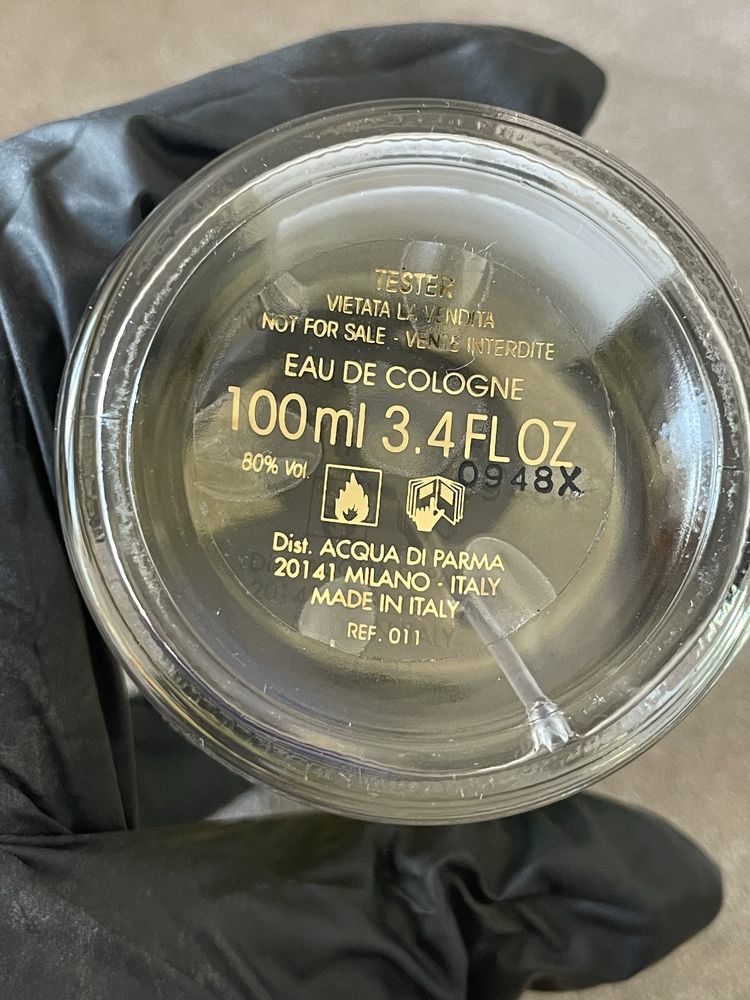 TESTER
VIETATA LA VENDITA
NOT FOR SALE - VENTE INTERDITE
EAU DE COLOGNE
100ml 3.4 FL OZ
80% Vol.
0948X
Dist. ACQUA DI PARMA
20141 MILANO - ITALY
MADE IN ITALY
REF. 011